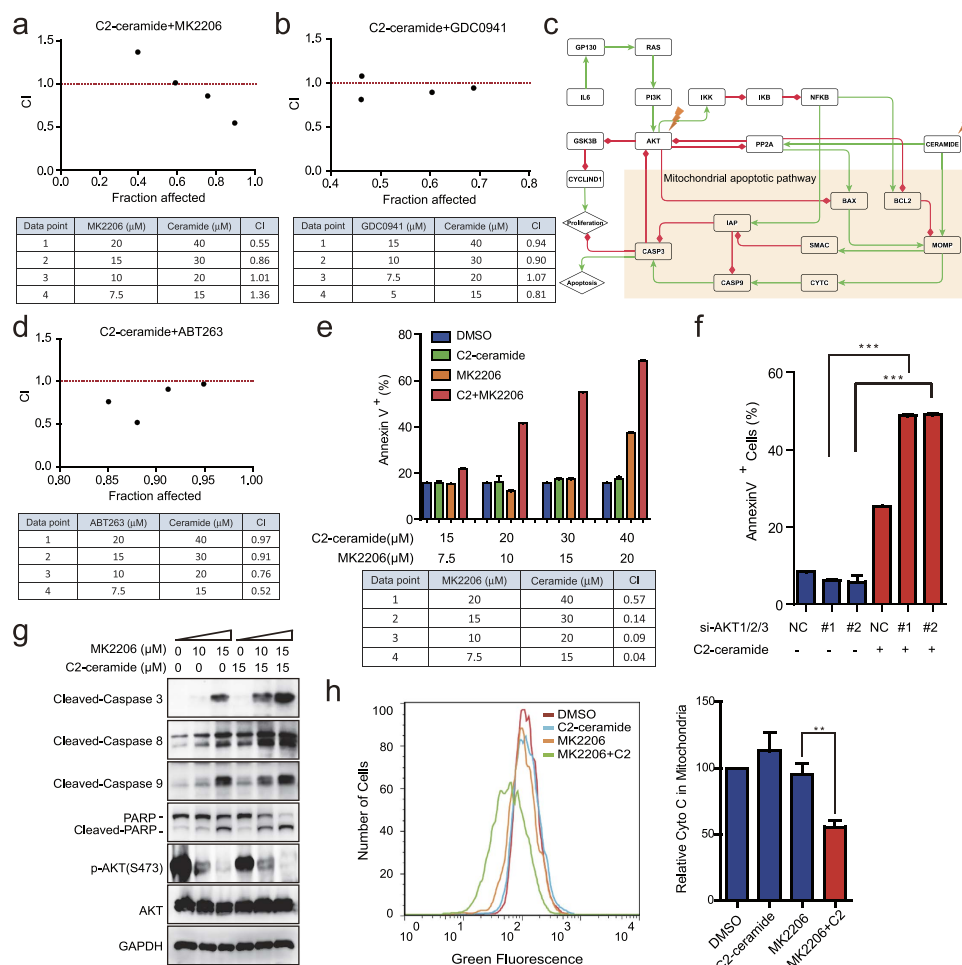 a
C2-ceramide+MK2206
CI
1.5
1.0
0.5
0.0
0.0 0.2 0.4 0.6 0.8 1.0
Fraction affected
Data point MK2206 (μM) Ceramide (μM) CI
1 20 40 0.55
2 15 30 0.86
3 10 20 1.01
4 7.5 15 1.36
b
C2-ceramide+GDC0941
1.5
1.0
0.5
0.0
0.4 0.5 0.6 0.7 0.8
Fraction affected
Data point GDC0941 (μM) Ceramide (μM) CI
1 15 40 0.94
2 10 30 0.90
3 7.5 20 1.07
4 5 15 0.81
c
GP130 RAS
IL6 PI3K IKK IKB NFKB
GSK3B AKT PP2A CERAMIDE
CYCLIND1 Mitochondrial apoptotic pathway
BAX BCL2
Proliferation IAP
CASP3 SMAC MOMP
Apoptosis CASP9 CYTC
d
C2-ceramide+ABT263
CI
1.5
1.0
0.5
0.0
0.80 0.85 0.90 0.95 1.00
Fraction affected
Data point ABT263 (μM) Ceramide (μM) CI
1 20 40 0.97
2 15 30 0.91
3 10 20 0.76
4 7.5 15 0.52
e
DMSO
C2-ceramide
MK2206
C2+MK2206
Annexin V + (%)
80
60
40
20
0
C2-ceramide(μM) 15 20 30 40
MK2206(μM) 7.5 10 15 20
Data point MK2206 (μM) Ceramide (μM) CI
1 20 40 0.57
2 15 30 0.14
3 10 20 0.09
4 7.5 15 0.04
f
***
***
AnnexinV + Cells (%)
60
40
20
0
si-AKT1/2/3 NC #1 #2 NC #1 #2
C2-ceramide - - - + + +
g
MK2206 (μM) 0 10 15 0 10 15
C2-ceramide (μM) 0 0 0 15 15 15
Cleaved-Caspase 3
Cleaved-Caspase 8
Cleaved-Caspase 9
PARP -
Cleaved-PARP -
p-AKT(S473)
AKT
GAPDH
h
DMSO
C2-ceramide
MK2206
MK2206+C2
Number of Cells
100
80
60
40
20
0
10 0 10 1 10 2 10 3 10 4
Green Fluorescence
Relative Cyto C in Mitochondria
150
100
50
0
**
DMSO
C2-ceramide
MK2206
MK2206+C2